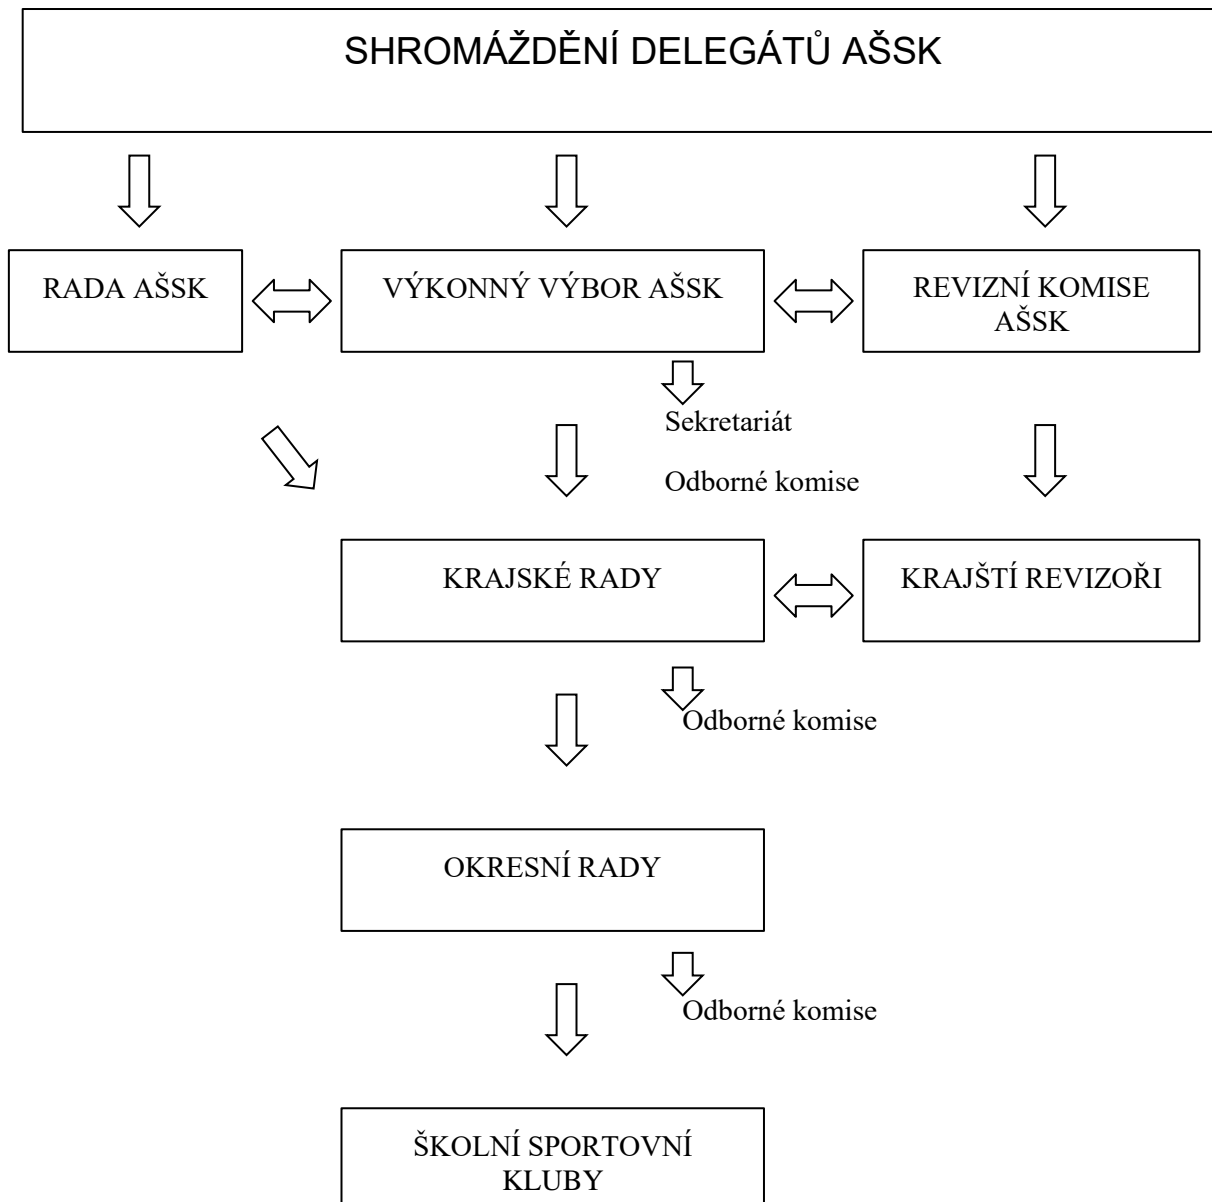 SHROMÁŽDĚNÍ DELEGÁTŮ AŠSK
RADA AŠSK
VÝKONNÝ VÝBOR AŠSK
REVIZNÍ KOMISE
AŠSK
Sekretariát
Odborné komise
KRAJSKÉ RADY
KRAJŠTÍ REVIZOŘI
Odborné komise
OKRESNÍ RADY
Odborné komise
ŠKOLNÍ SPORTOVNÍ
KLUBY